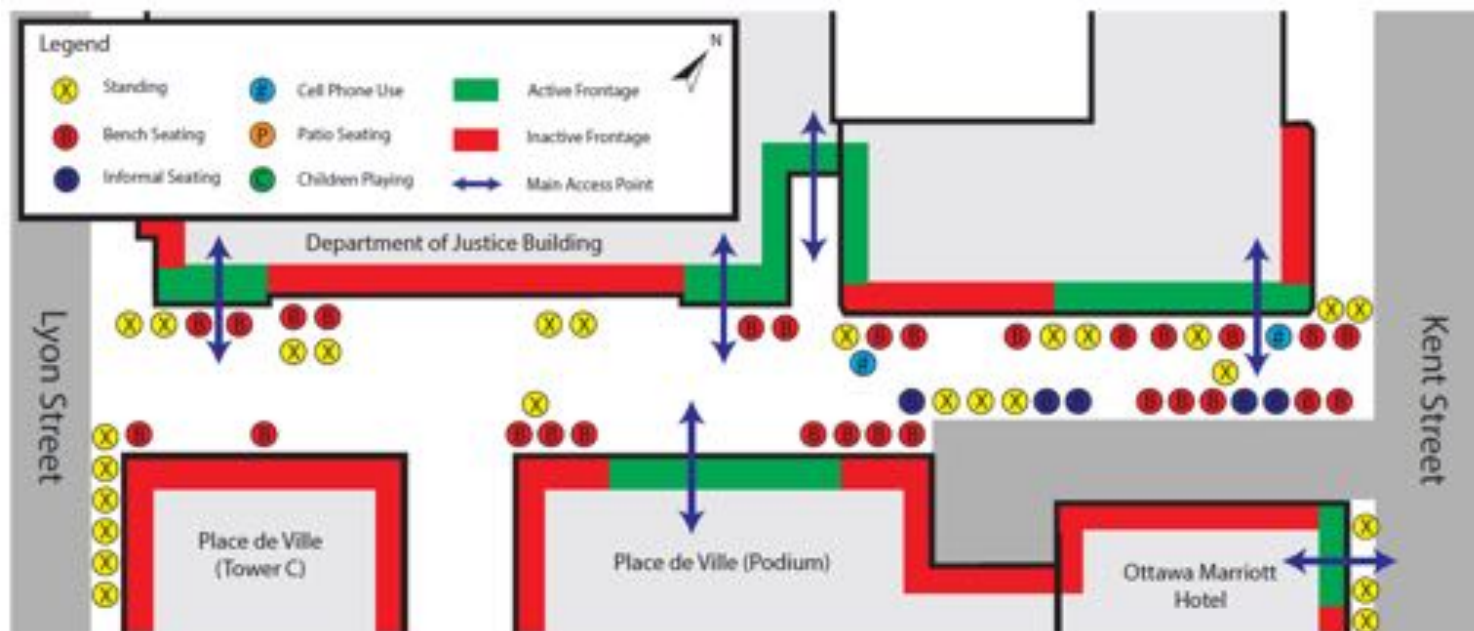 Legend
N
X Standing
# Cell Phone Use
Active Frontage
B Bench Seating
P Patio Seating
Inactive Frontage
Informal Seating
C Children Playing
Main Access Point
Department of Justice Building
Lyon Street
Kent Street
X X B B
B B
X X
X X
B B
X B B
#
B X X B B X B # B B
X X
X
X X X
B B B B B
X
B B
B B B
B B B B
X
X
X
X
X
X
Place de Ville
(Tower C)
Place de Ville (Podium)
Ottawa Marriott
Hotel
X
X
X